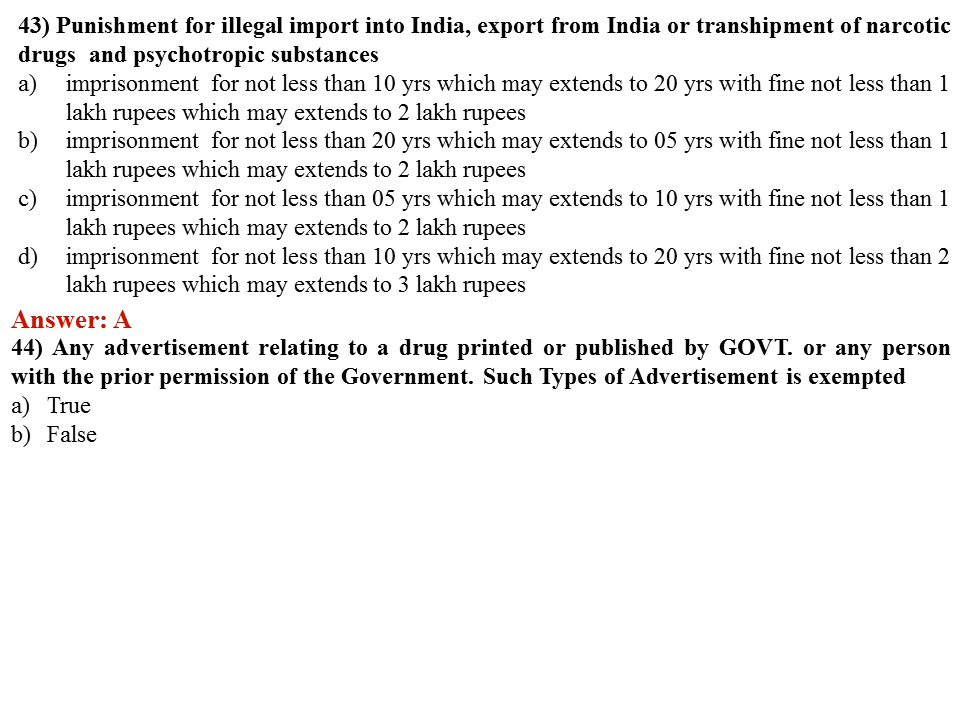 43) Punishment for illegal import into India, export from India or transhipment of narcotic
drugs and psychotropic substances
a) imprisonment for not less than 10 yrs which may extends to 20 yrs with fine not less than 1
lakh rupees which may extends to 2 lakh rupees
b) imprisonment for not less than 20 yrs which may extends to 05 yrs with fine not less than 1
lakh rupees which may extends to 2 lakh rupees
c) imprisonment for not less than 05 yrs which may extends to 10 yrs with fine not less than 1
lakh rupees which may extends to 2 lakh rupees
d) imprisonment for not less than 10 yrs which may extends to 20 yrs with fine not less than 2
lakh rupees which may extends to 3 lakh rupees
Answer: A
44) Any advertisement relating to a drug printed or published by GOVT. or any person
with the prior permission of the Government. Such Types of Advertisement is exempted
a) True
b) False